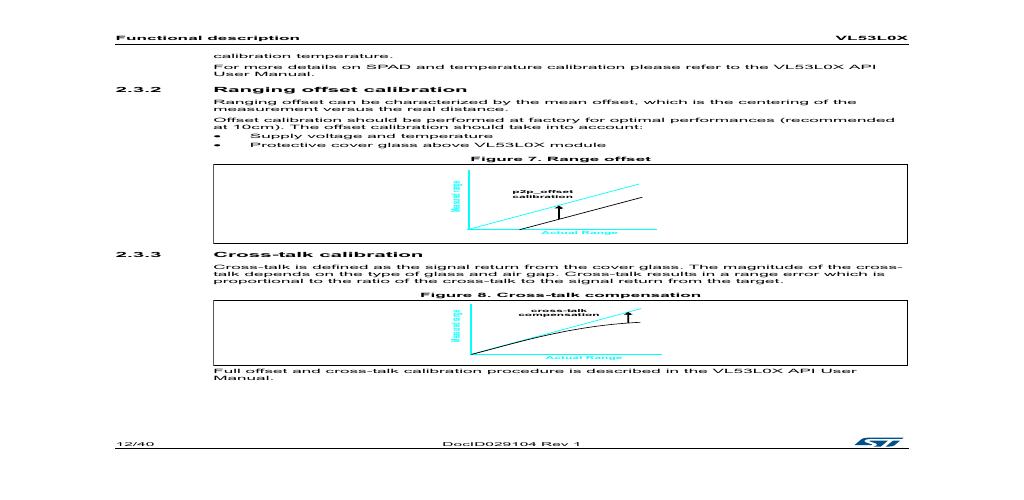 Functional description VL53L0X
calibration temperature.
For more details on SPAD and temperature calibration please refer to the VL53L0X API
User Manual.
2.3.2 Ranging offset calibration
Ranging offset can be characterized by the mean offset, which is the centering of the
measurement versus the real distance.
Offset calibration should be performed at factory for optimal performances (recommended
at 10cm). The offset calibration should take into account:
• Supply voltage and temperature
• Protective cover glass above VL53L0X module
Figure 7. Range offset
Measured range
p2p_offset
calibration
Actual Range
2.3.3 Cross-talk calibration
Cross-talk is defined as the signal return from the cover glass. The magnitude of the cross-
talk depends on the type of glass and air gap. Cross-talk results in a range error which is
proportional to the ratio of the cross-talk to the signal return from the target.
Figure 8. Cross-talk compensation
Measured range
cross-talk
compensation
Actual Range
Full offset and cross-talk calibration procedure is described in the VL53L0X API User
Manual.
12/40 DocID029104 Rev 1 ST